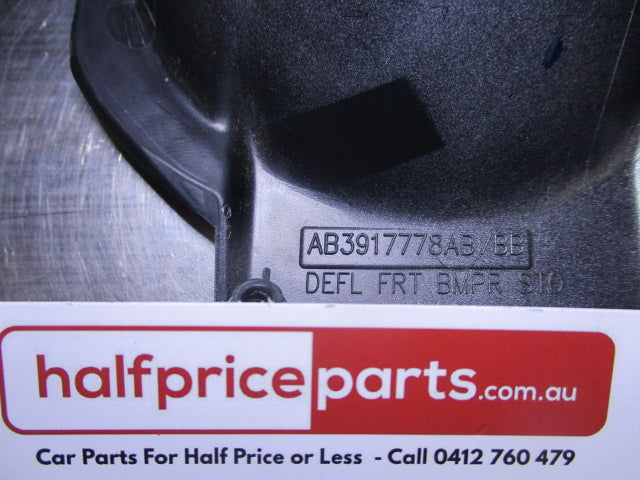 AB3917778AB/BB
DEFL FRT BMPR
halfpriceparts.com.au
Car Parts For Half Price or Less - Call 0412 760 479